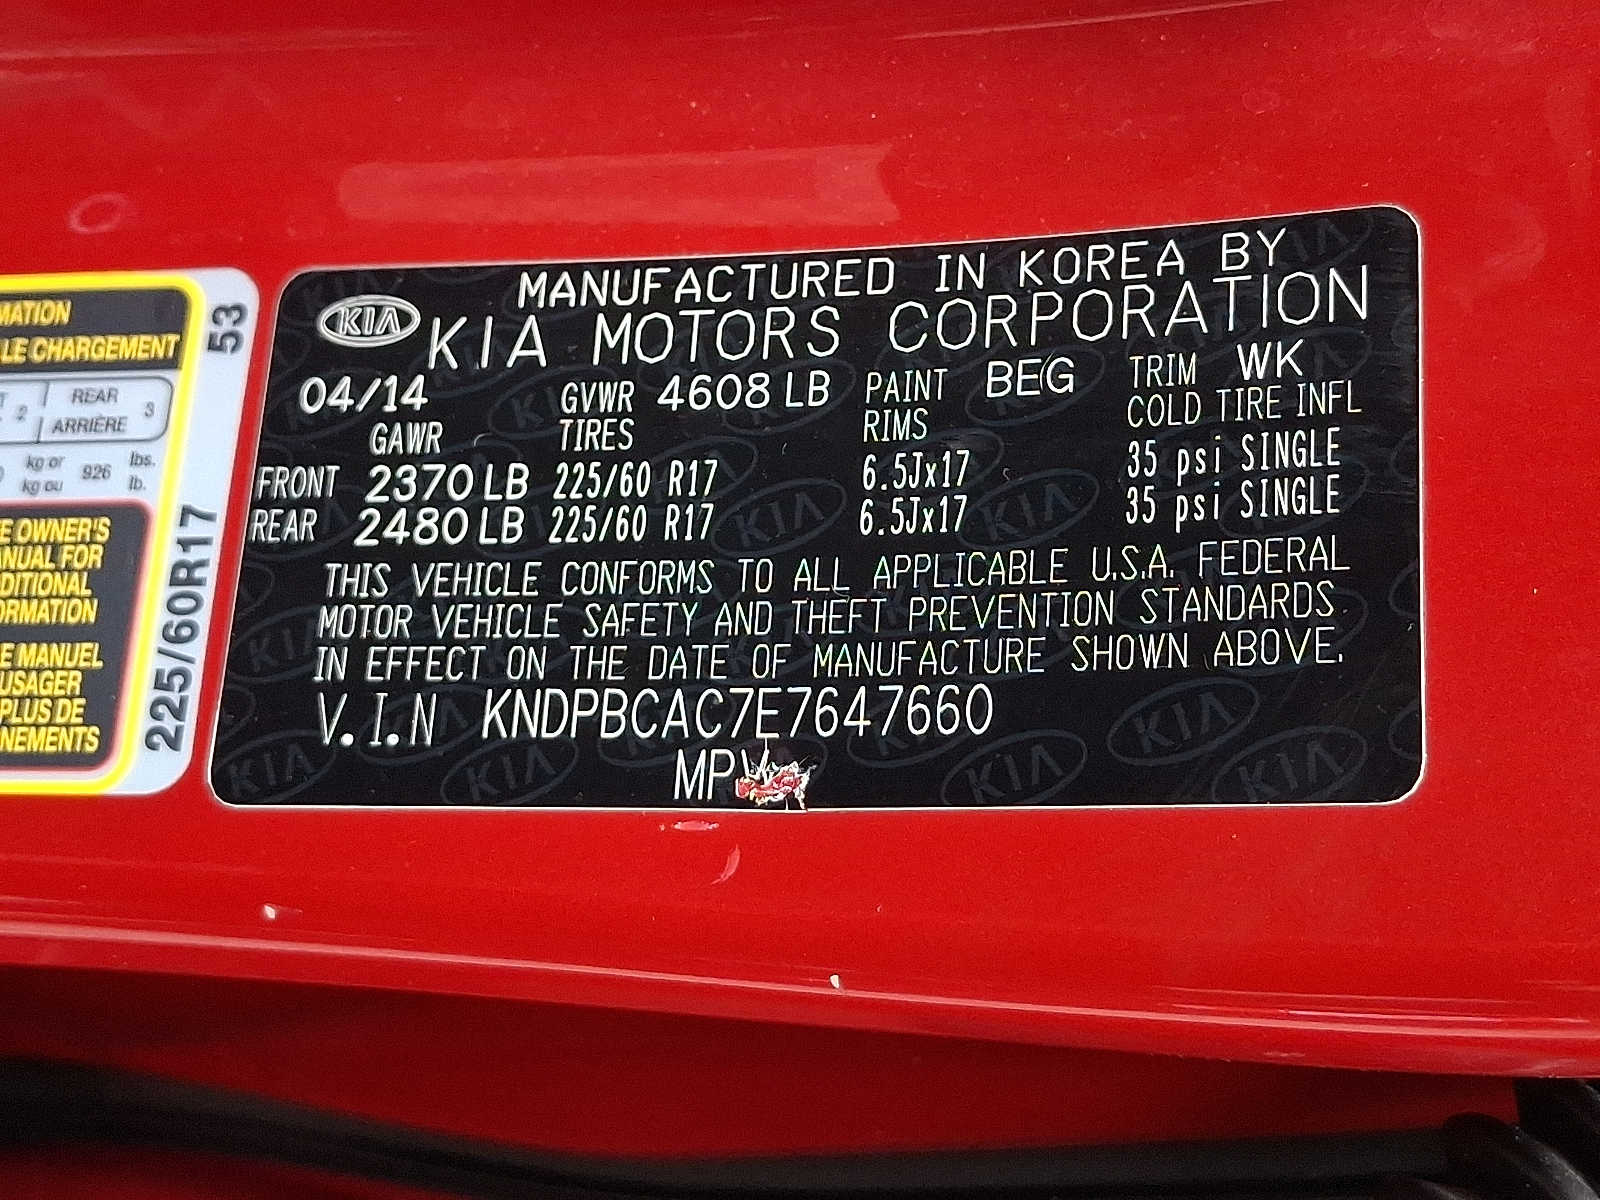 MATION
LE CHARGEMENT
2 REAR
ARRIÈRE 3
kg or
kg ou 926 lbs.
lb.
E OWNER'S
ANUAL FOR
DITIONAL
ORMATION
E MANUEL
USAGER
PLUS DE
NEMENTS
53
225/60R17
KIA
MANUFACTURED IN KOREA BY
KIA MOTORS CORPORATION
04/14 GVWR 4608 LB PAINT BEG TRIM WK
GAWR TIRES RIMS COLD TIRE INFL
FRONT 2370 LB 225/60 R17 6.5Jx17 35 psi SINGLE
REAR 2480 LB 225/60 R17 6.5Jx17 35 psi SINGLE
THIS VEHICLE CONFORMS TO ALL APPLICABLE U.S.A. FEDERAL
MOTOR VEHICLE SAFETY AND THEFT PREVENTION STANDARDS
IN EFFECT ON THE DATE OF MANUFACTURE SHOWN ABOVE.
V.I.N KNDPBCAC7E7647660
MPV